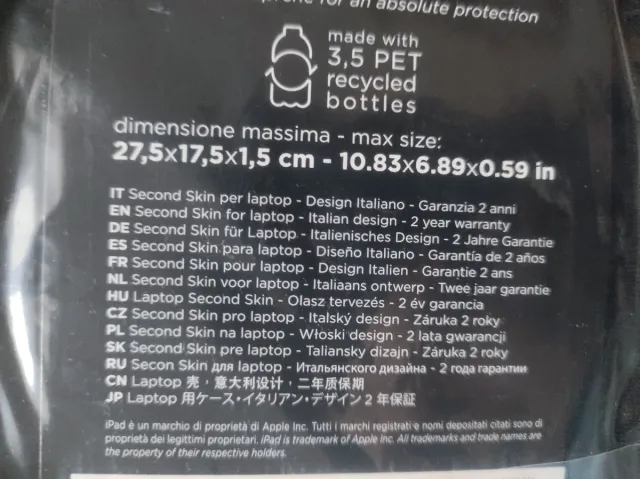 for an absolute protection
made with
3,5 PET
recycled
bottles
dimensione massima - max size:
27,5x17,5x1,5 cm - 10.83x6.89x0.59 in
IT Second Skin per laptop - Design Italiano - Garanzia 2 anni
EN Second Skin for laptop - Italian design - 2 year warranty
DE Second Skin für Laptop - Italienisches Design - 2 Jahre Garantie
ES Second Skin para laptop - Diseño Italiano - Garantía de 2 años
FR Second Skin pour laptop - Design Italien - Garantie 2 ans
NL Second Skin voor laptop - Italiaans ontwerp - Twee jaar garantie
HU Laptop Second Skin - Olasz tervezés - 2 év garancia
CZ Second Skin pro laptop - Italský design - Záruka 2 roky
PL Second Skin na laptop - Włoski design - 2 lata gwarancji
SK Second Skin pre laptop - Taliansky dizajn - Záruka 2 roky
RU Secon Skin для laptop - Итальянского дизайна - 2 года гарантии
CN Laptop 壳，意大利设计，二年质保期
JP Laptop 用ケース・イタリアン・デザイン 2 年保証
iPad è un marchio di proprietà di Apple Inc. Tutti i marchi registrati e nomi depositati citati sono di
proprietà dei legittimi proprietari. iPad is trademark of Apple Inc. All trademarks and trade names are
the property of their respective holders.